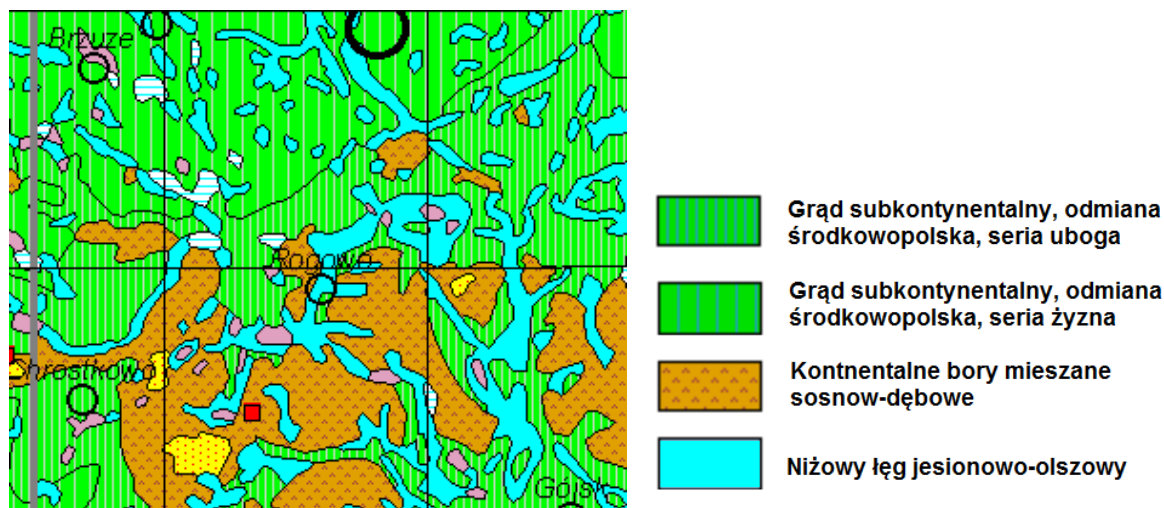 Brzuze
Rogowo
Chrostkowo
Grąd subkontynentalny, odmiana
środkowopolska, seria uboga
Grąd subkontynentalny, odmiana
środkowopolska, seria żyzna
Kontnentalne bory mieszane
sosnow-dębowe
Niżowy łęg jesionowo-olszowy